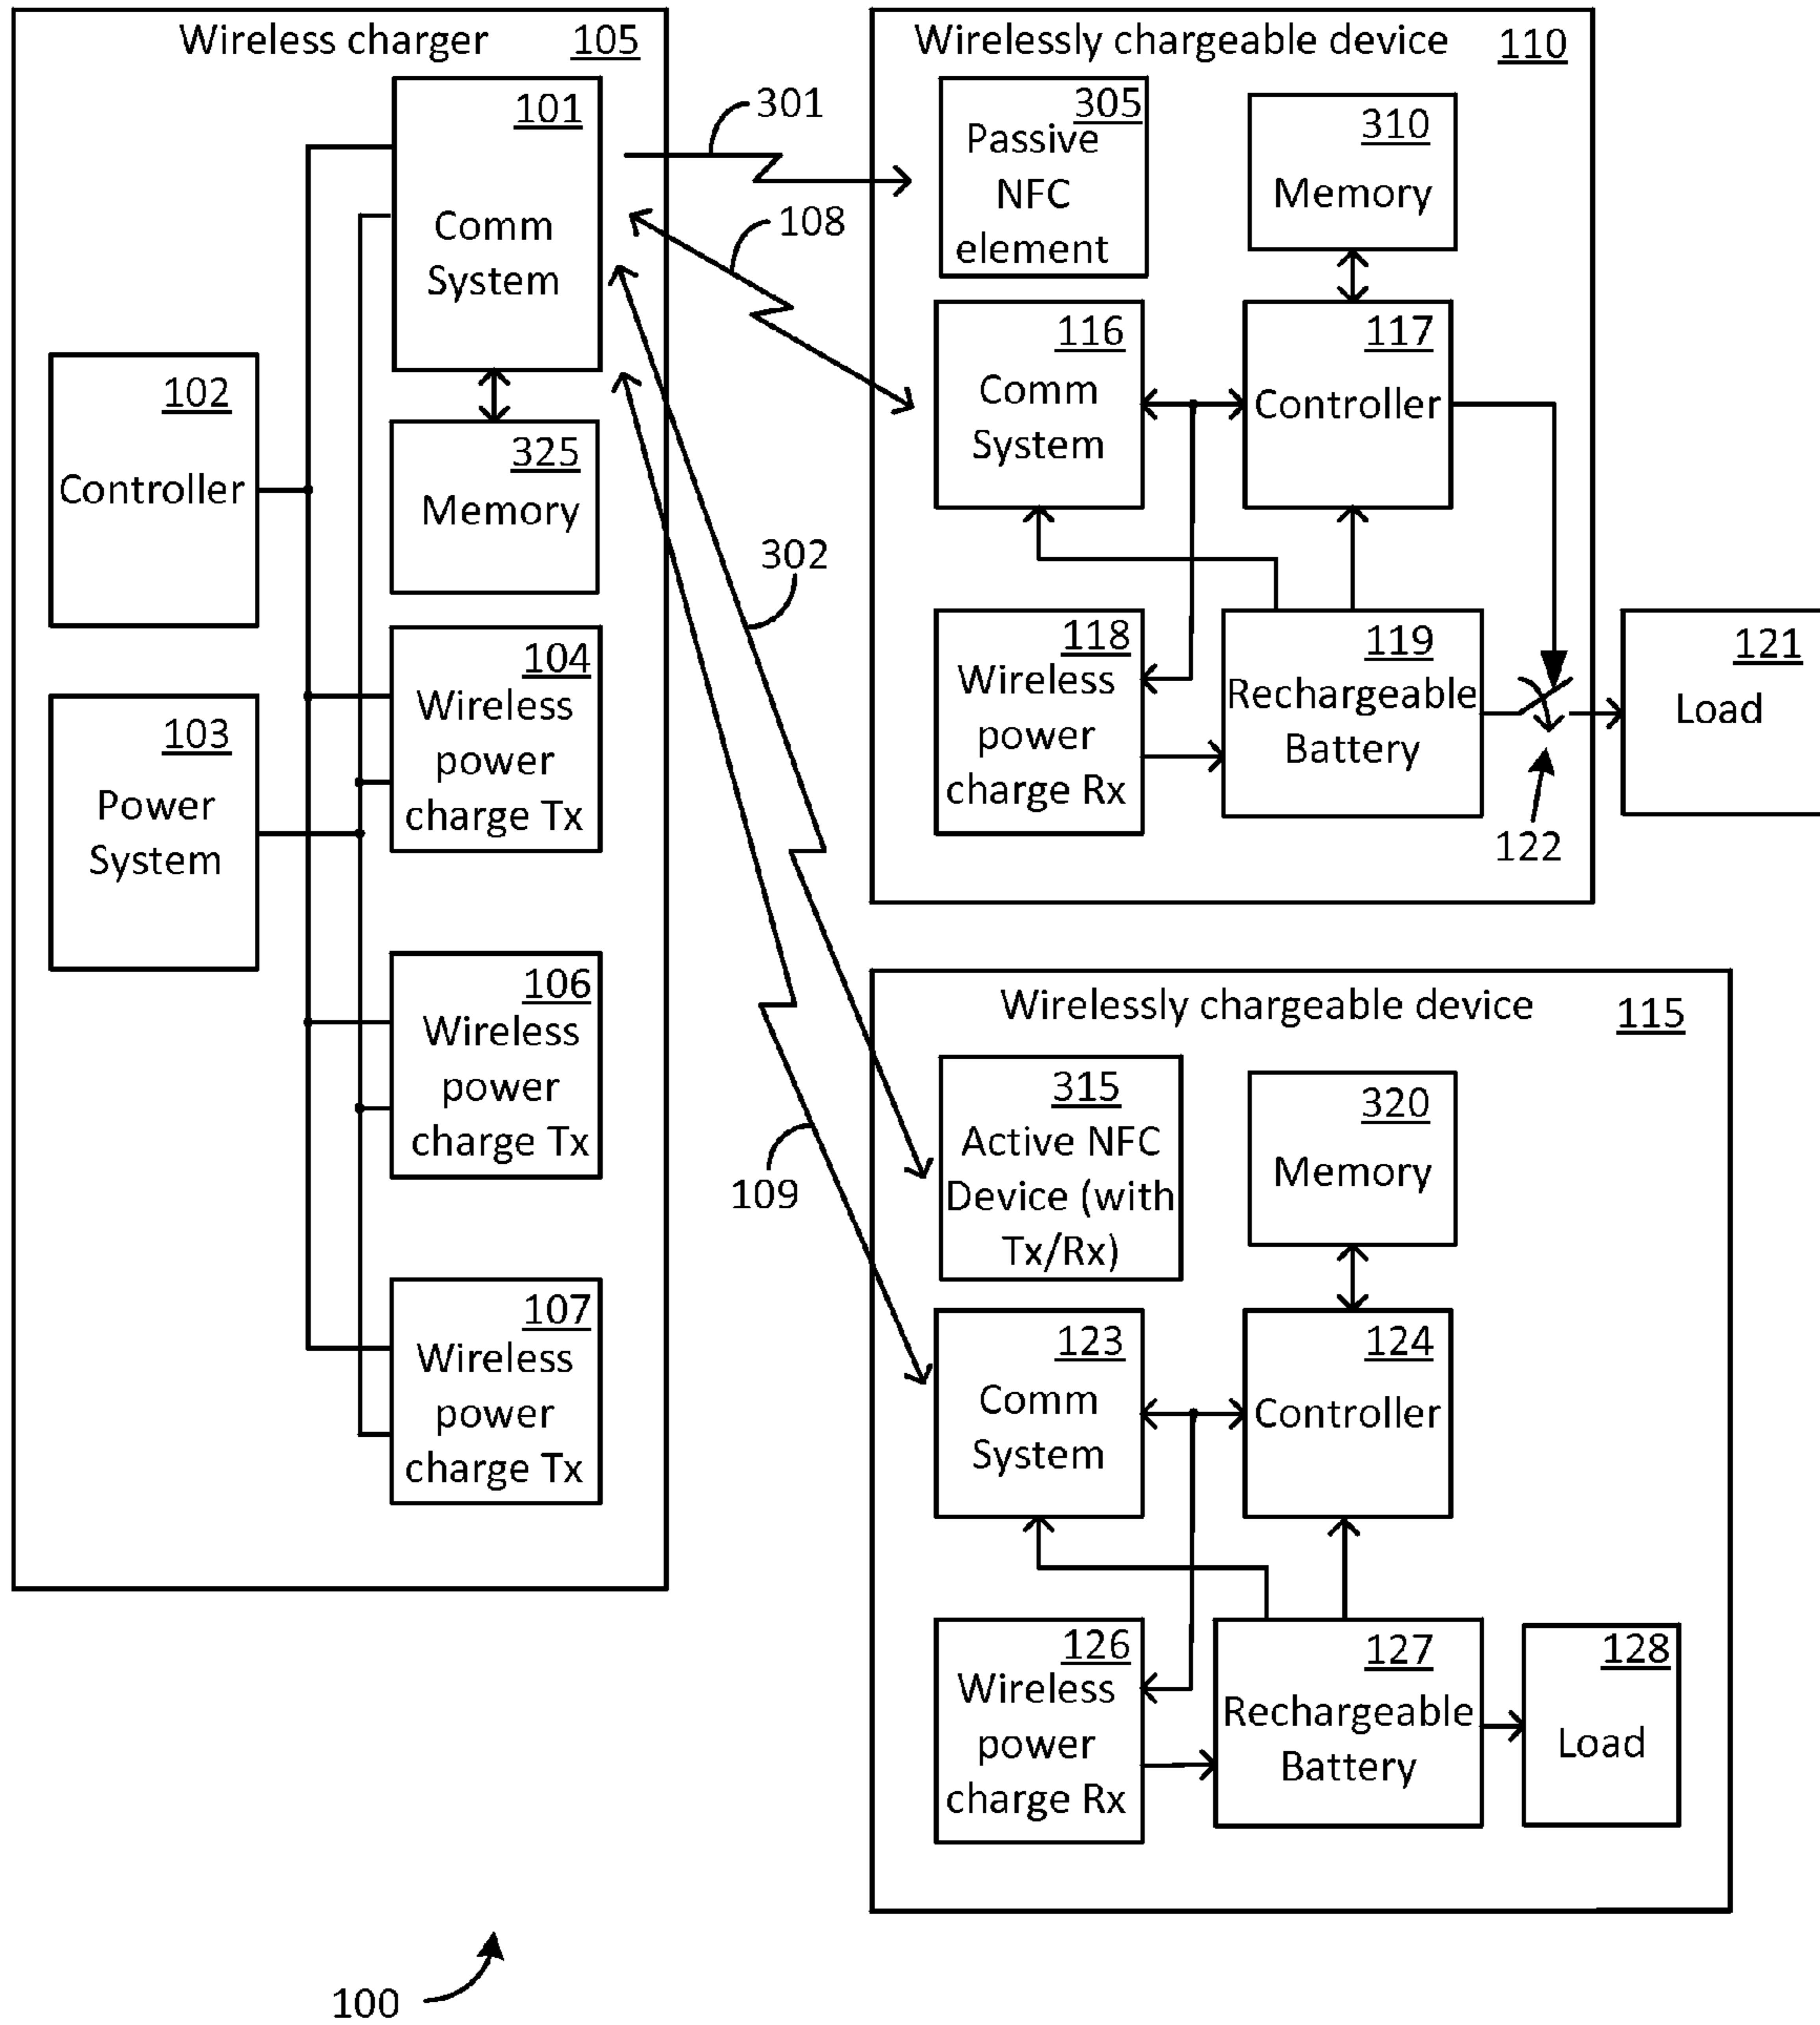 Wireless charger 105
101
Comm
System
102
Controller
325
Memory
103
Power
System
104
Wireless
power
charge Tx
106
Wireless
power
charge Tx
107
Wireless
power
charge Tx
301
108
302
109
Wirelessly chargeable device 110
305
Passive
NFC
element
310
Memory
116
Comm
System
117
Controller
118
Wireless
power
charge Rx
119
Rechargeable
Battery
122
121
Load
Wirelessly chargeable device 115
315
Active NFC
Device (with
Tx/Rx)
320
Memory
123
Comm
System
124
Controller
126
Wireless
power
charge Rx
127
Rechargeable
Battery
128
Load
100